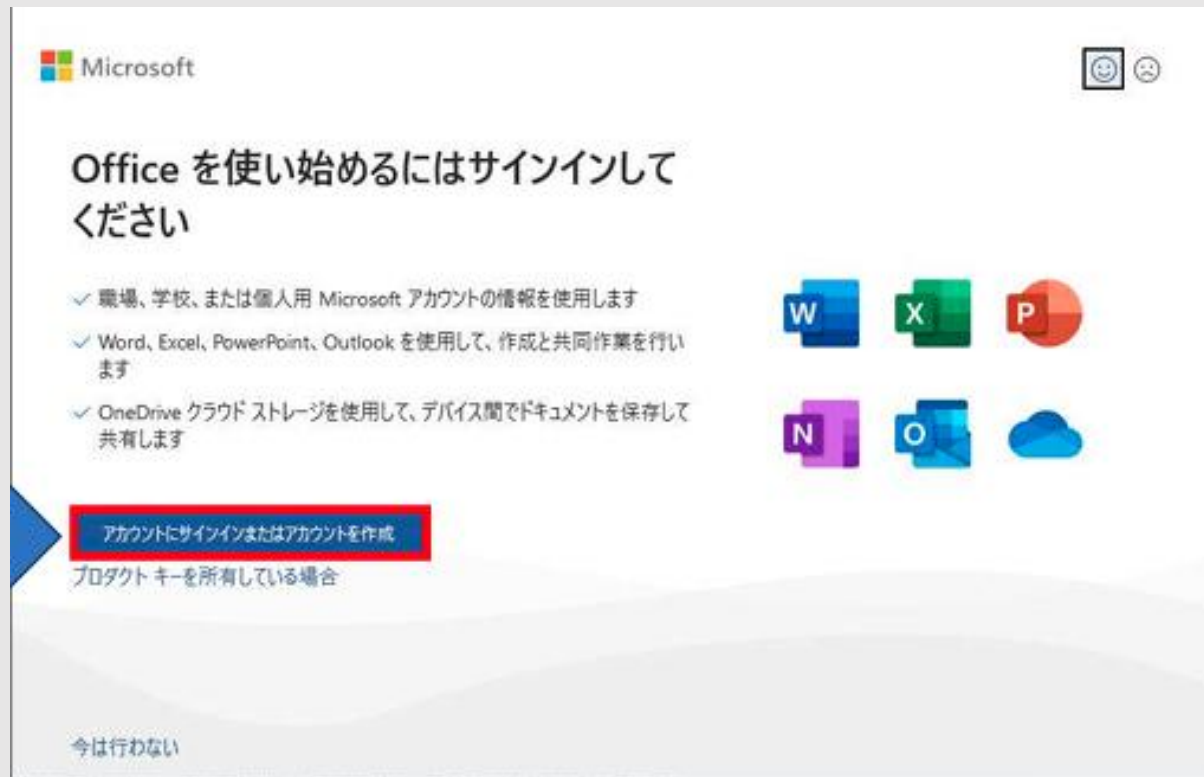 Microsoft
Office を使い始めるにはサインインして
ください
職場、学校、または個人用 Microsoft アカウントの情報を使用します
Word、Excel、PowerPoint、Outlook を使用して、作成と共同作業を行い
ます
OneDrive クラウド ストレージを使用して、デバイス間でドキュメントを保存して
共有します
W
X
P
N
O
アカウントにサインインまたはアカウントを作成
プロダクト キーを所有している場合
今は行わない